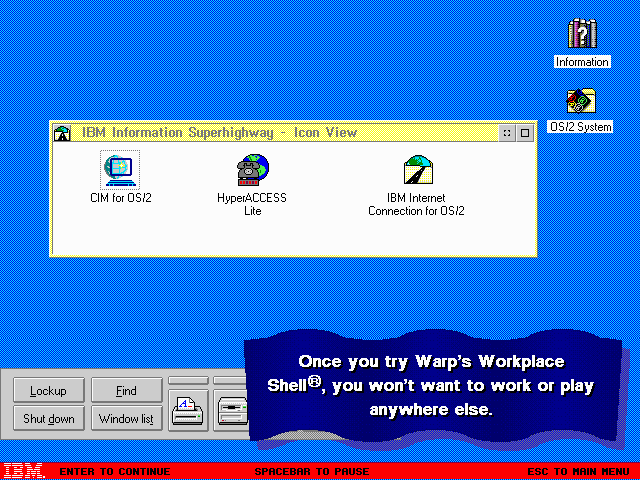 Information
OS/2 System
IBM Information Superhighway - Icon View
CIM for OS/2
HyperACCESS
Lite
IBM Internet
Connection for OS/2
Once you try Warp's Workplace
Shell®, you won't want to work or play
anywhere else.
Lockup
Find
Shut down
Window list
IBM.
ENTER TO CONTINUE
SPACEBAR TO PAUSE
ESC TO MAIN MENU